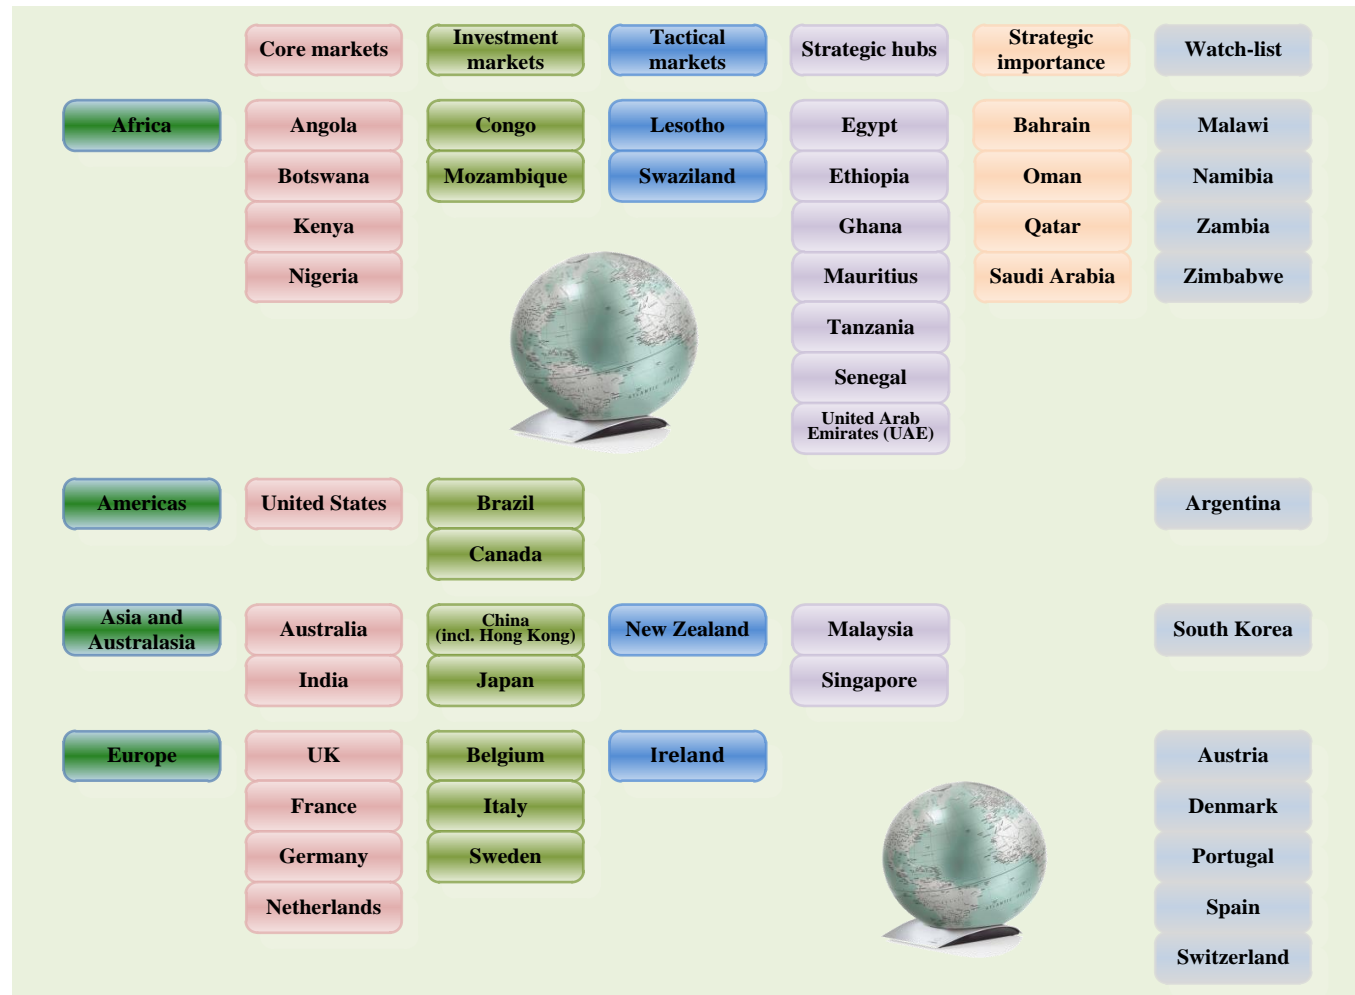 Core markets
Investment
markets
Tactical
markets
Strategic hubs
Strategic
importance
Watch-list
Africa
Angola
Congo
Lesotho
Egypt
Bahrain
Malawi
Botswana
Mozambique
Swaziland
Ethiopia
Oman
Namibia
Kenya
Ghana
Qatar
Zambia
Nigeria
Mauritius
Saudi Arabia
Zimbabwe
Tanzania
Senegal
United Arab
Emirates (UAE)
Americas
United States
Brazil
Argentina
Canada
Asia and
Australasia
Australia
China
(incl. Hong Kong)
New Zealand
Malaysia
South Korea
India
Japan
Singapore
Europe
UK
Belgium
Ireland
Austria
France
Italy
Denmark
Germany
Sweden
Portugal
Netherlands
Spain
Switzerland